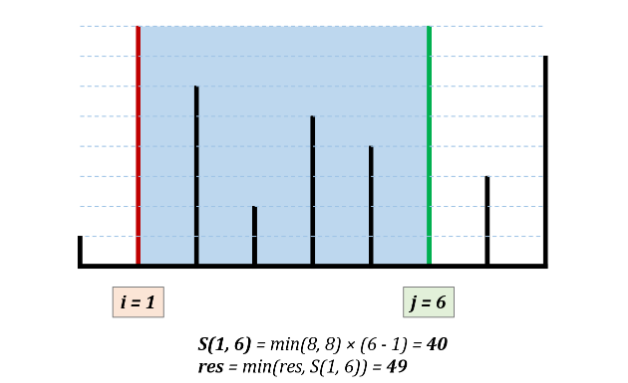 i = 1
j = 6
S(1, 6) = min(8, 8) × (6 - 1) = 40
res = min(res, S(1, 6)) = 49